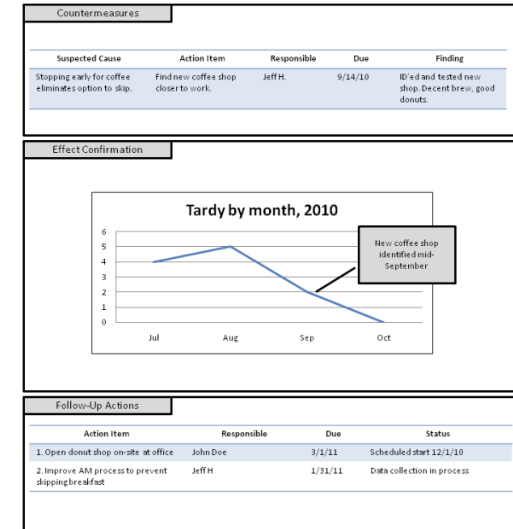 Countermeasures
Suspected Cause Action Item Responsible Due Finding
Stopping early for coffee Find new coffee shop Jeff H. 9/14/10 ID'ed and tested new
eliminates option to skip. closer to work. shop. Decent brew, good
donuts.
Effect Confirmation
Tardy by month, 2010
6
5
4
3
2
1
0
Jul Aug Sep Oct
New coffee shop
identified mid-
September
Follow-Up Actions
Action Item Responsible Due Status
1. Open donut shop on-site at office John Doe 3/1/11 Scheduled start 12/1/10
2. Improve AM process to prevent Jeff H 1/31/11 Data collection in process
skipping breakfast